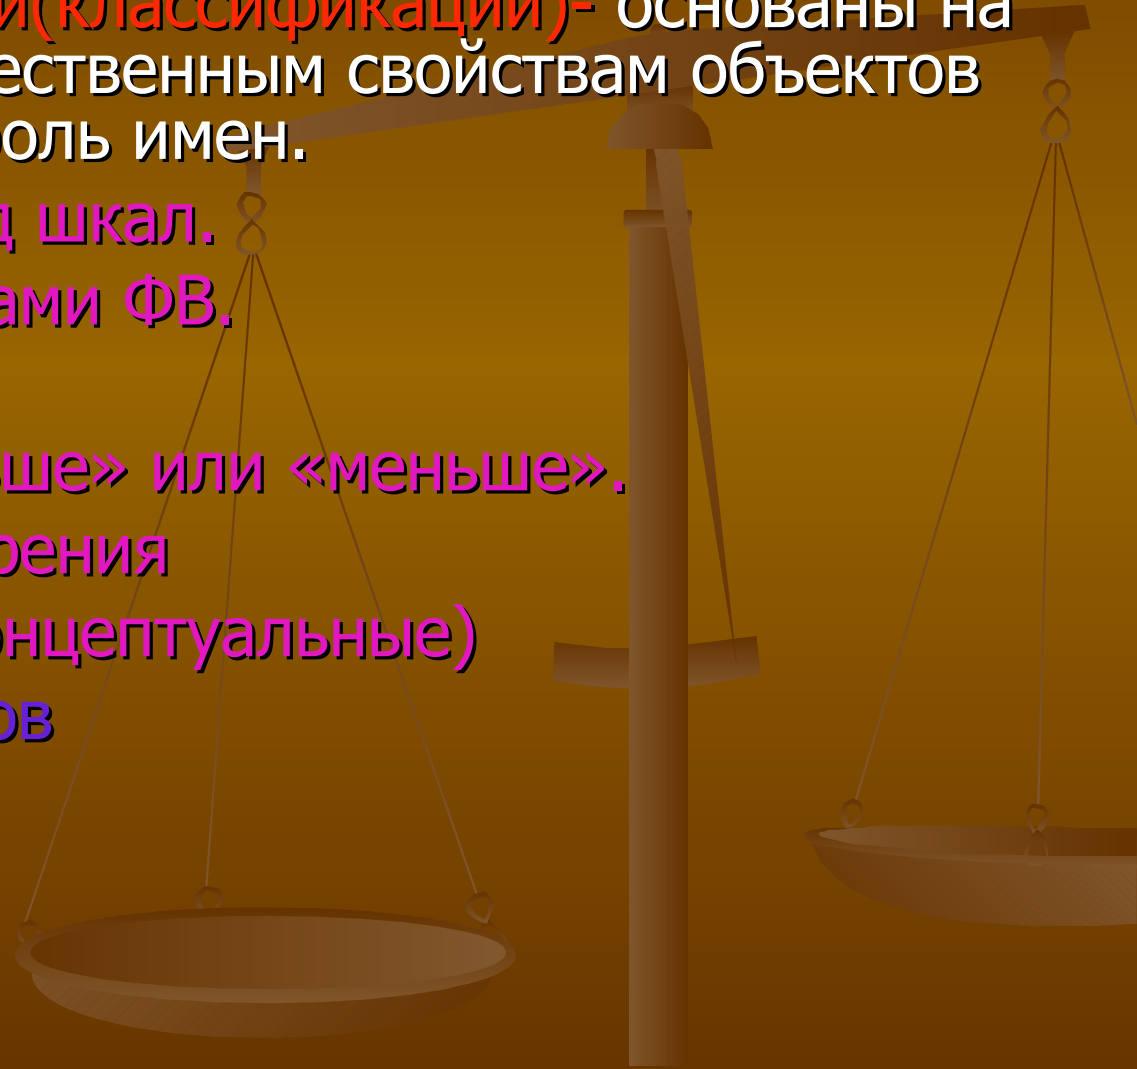 и(классификации)- основаны на
ественным свойствам объектов
оль имен.
д шкал.
ами ФВ.
ше» или «меньше».
рения
онцептуальные)
ов